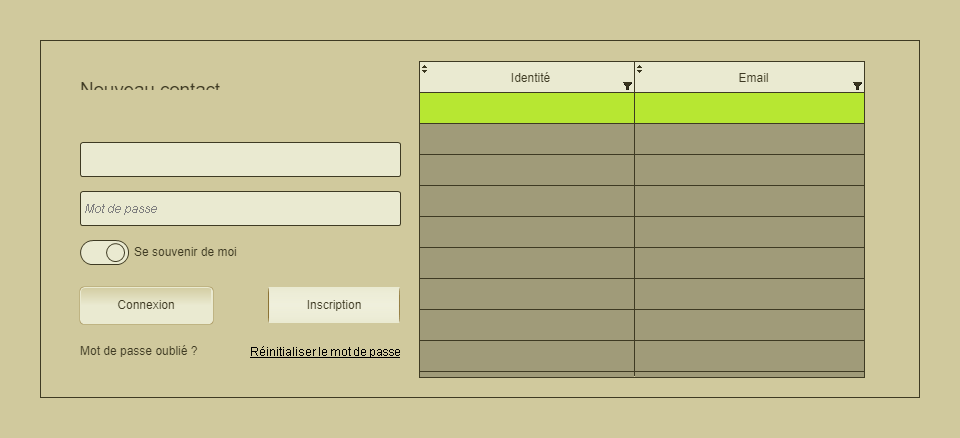 Nouveau contact
Identité
Email
Mot de passe
Se souvenir de moi
Connexion
Inscription
Mot de passe oublié ?
Réinitialiser le mot de passe